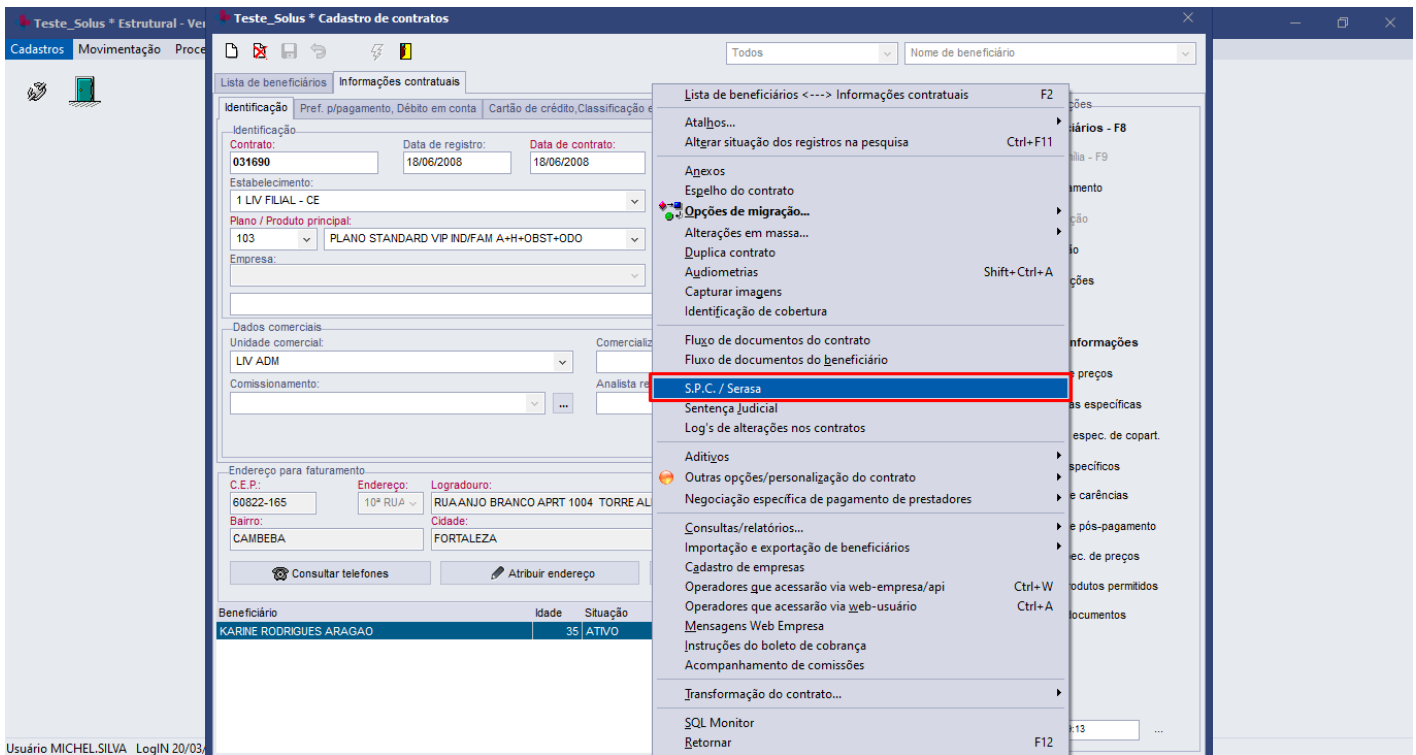 Teste_Solus * Estrutural - Ver
Teste_Solus * Cadastro de contratos
Cadastros Movimentação Proce
Todos
Nome de beneficiário
Lista de beneficiários
Informações contratuais
Identificação
Pref. p/pagamento, Débito em conta
Cartão de crédito,Classificação e
Identificação
Contrato: Data de registro: Data de contrato:
031690 18/06/2008 18/06/2008
Estabelecimento:
1 LIV FILIAL - CE
Plano / Produto principal:
103 PLANO STANDARD VIP IND/FAM A+H+OBST+ODO
Empresa:
Dados comerciais
Unidade comercial: Comercializ
LIV ADM
Comissionamento: Analista re
...
Endereço para faturamento
C.E.P.: Endereço: Logradouro:
60822-165 10ª RUA RUA ANJO BRANCO APRT 1004 TORRE AL
Bairro: Cidade:
CAMBEBA FORTALEZA
Consultar telefones
Atribuir endereço
Beneficiário Idade Situação
KARINE RODRIGUES ARAGAO 35 ATIVO
Lista de beneficiários <---> Informações contratuais F2
Atalhos...
Alterar situação dos registros na pesquisa Ctrl+F11
Anexos
Espelho do contrato
Opções de migração...
Alterações em massa...
Duplica contrato
Audiometrias Shift+Ctrl+A
Capturar imagens
Identificação de cobertura
Fluxo de documentos do contrato
Fluxo de documentos do beneficiário
S.P.C. / Serasa
Sentença Judicial
Log's de alterações nos contratos
Aditivos
Outras opções/personalização do contrato
Negociação específica de pagamento de prestadores
Consultas/relatórios...
Importação e exportação de beneficiários
Cadastro de empresas
Operadores que acessarão via web-empresa/api Ctrl+W
Operadores que acessarão via web-usuário Ctrl+A
Mensagens Web Empresa
Instruções do boleto de cobrança
Acompanhamento de comissões
Transformação do contrato...
SQL Monitor
Retornar F12
ções
iários - F8
ília - F9
amento
ção
ão
ções
nformações
e preços
as específicas
espec. de copart.
specíficos
e carências
e pós-pagamento
ec. de preços
rodutos permitidos
documentos
:13
...
Usuário MICHEL.SILVA LogIN 20/03/